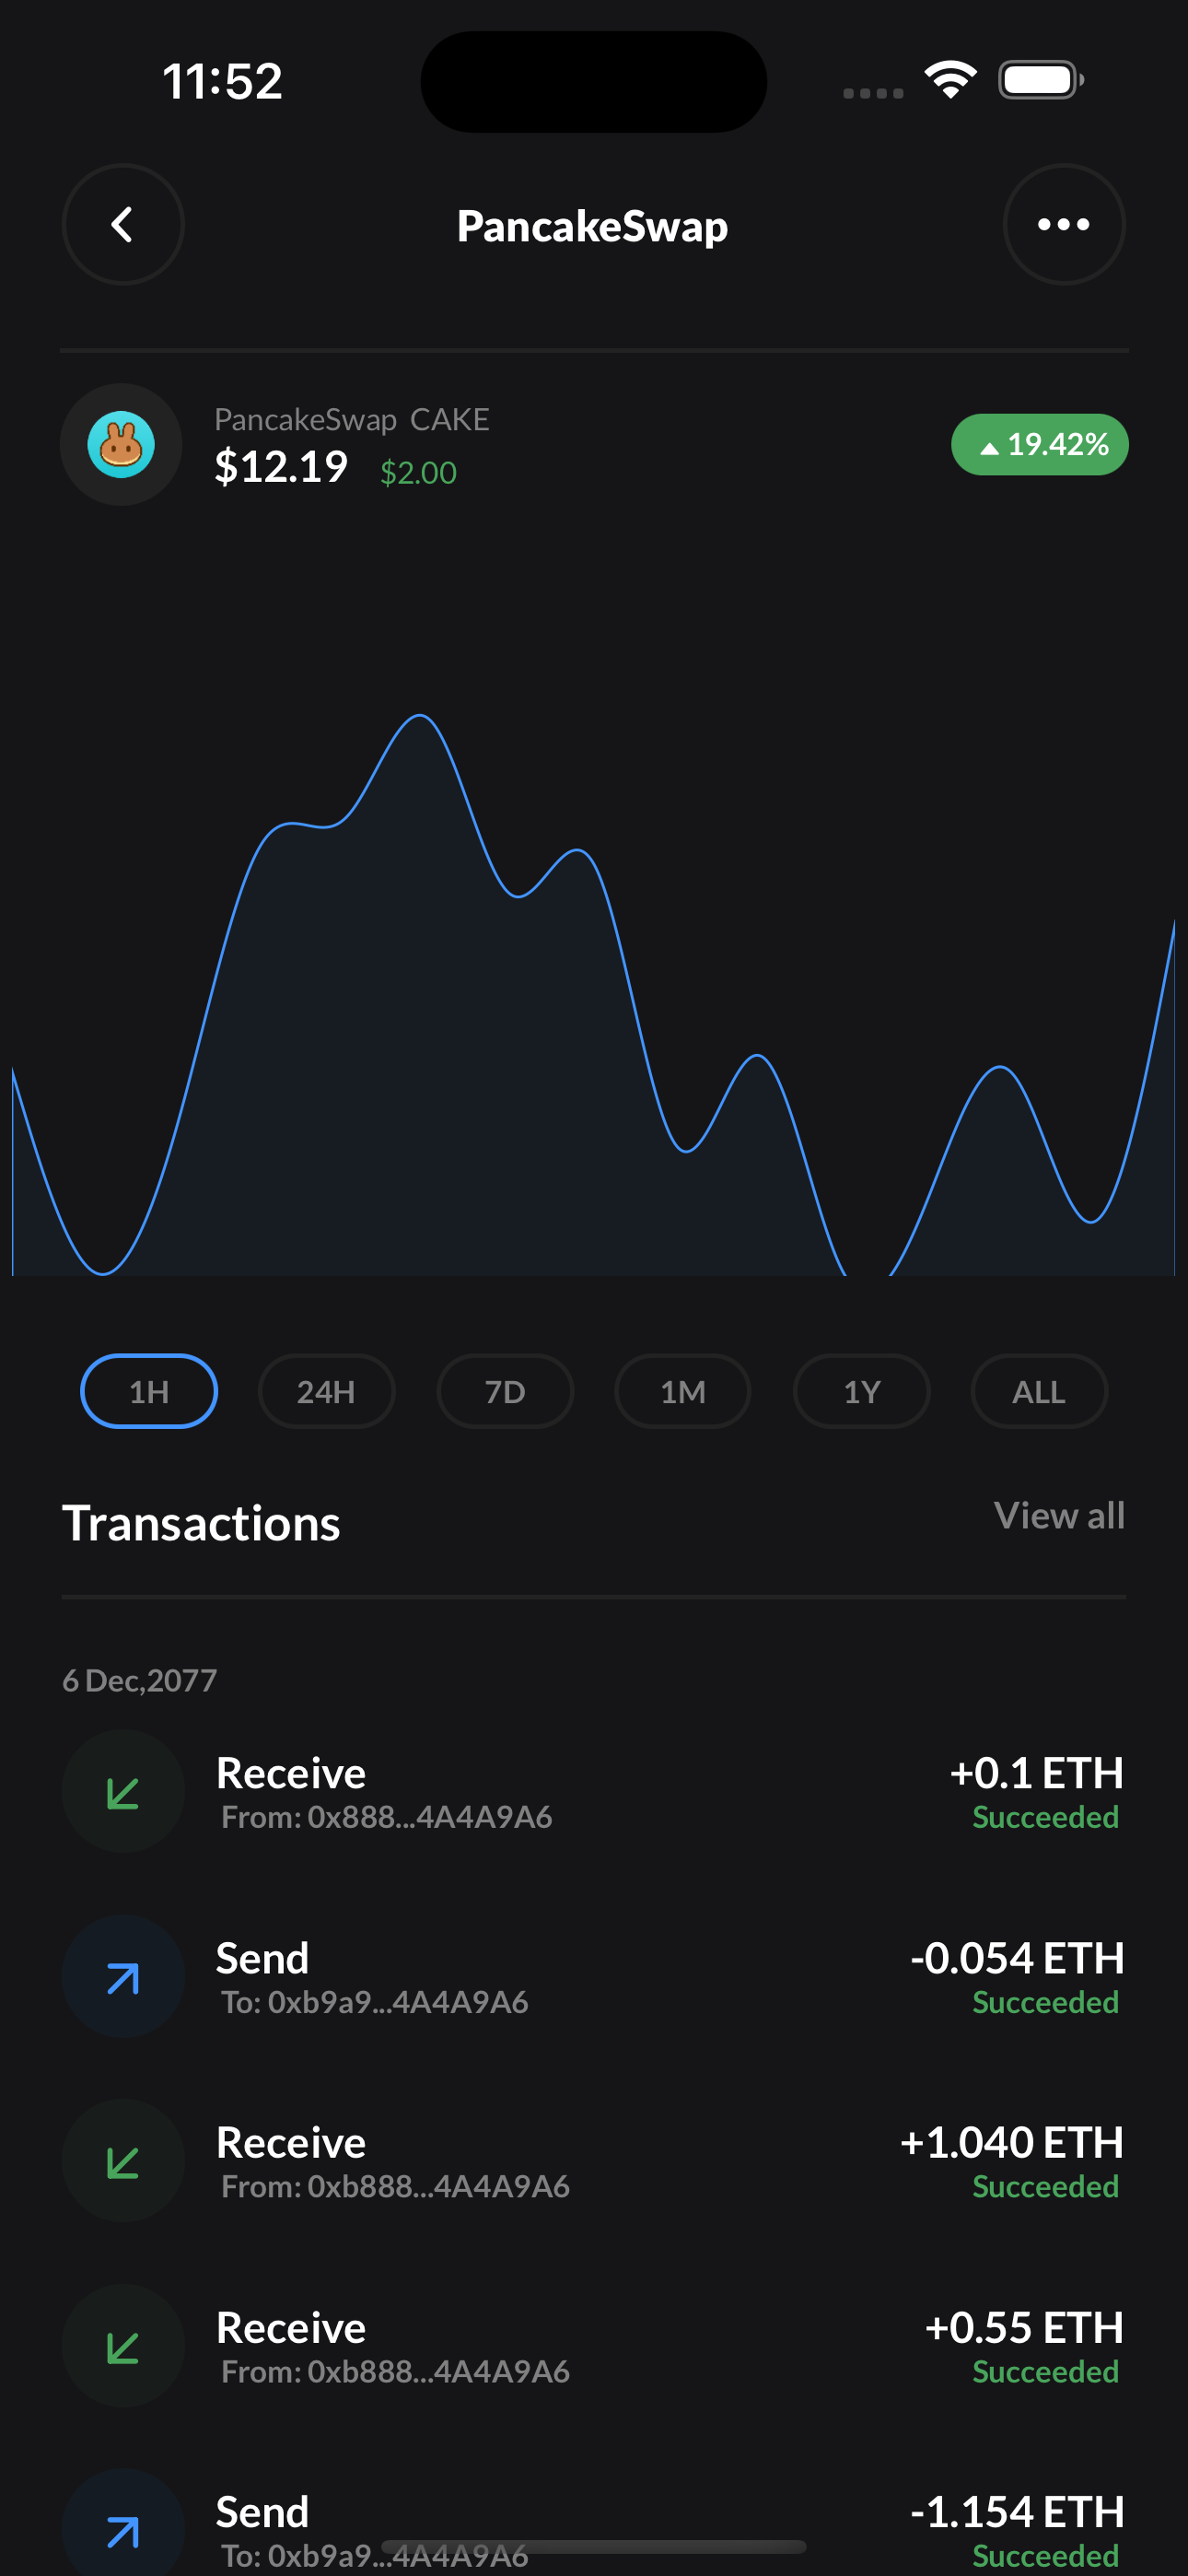 11:52
PancakeSwap
PancakeSwap CAKE
$12.19 $2.00
19.42%
1H 24H 7D 1M 1Y ALL
Transactions
View all
6 Dec,2077
Receive +0.1 ETH
From: 0x888...4A4A9A6 Succeeded
Send -0.054 ETH
To: 0xb9a9...4A4A9A6 Succeeded
Receive +1.040 ETH
From: 0xb888...4A4A9A6 Succeeded
Receive +0.55 ETH
From: 0xb888...4A4A9A6 Succeeded
Send -1.154 ETH
To: 0xb9a9...4A4A9A6 Succeeded